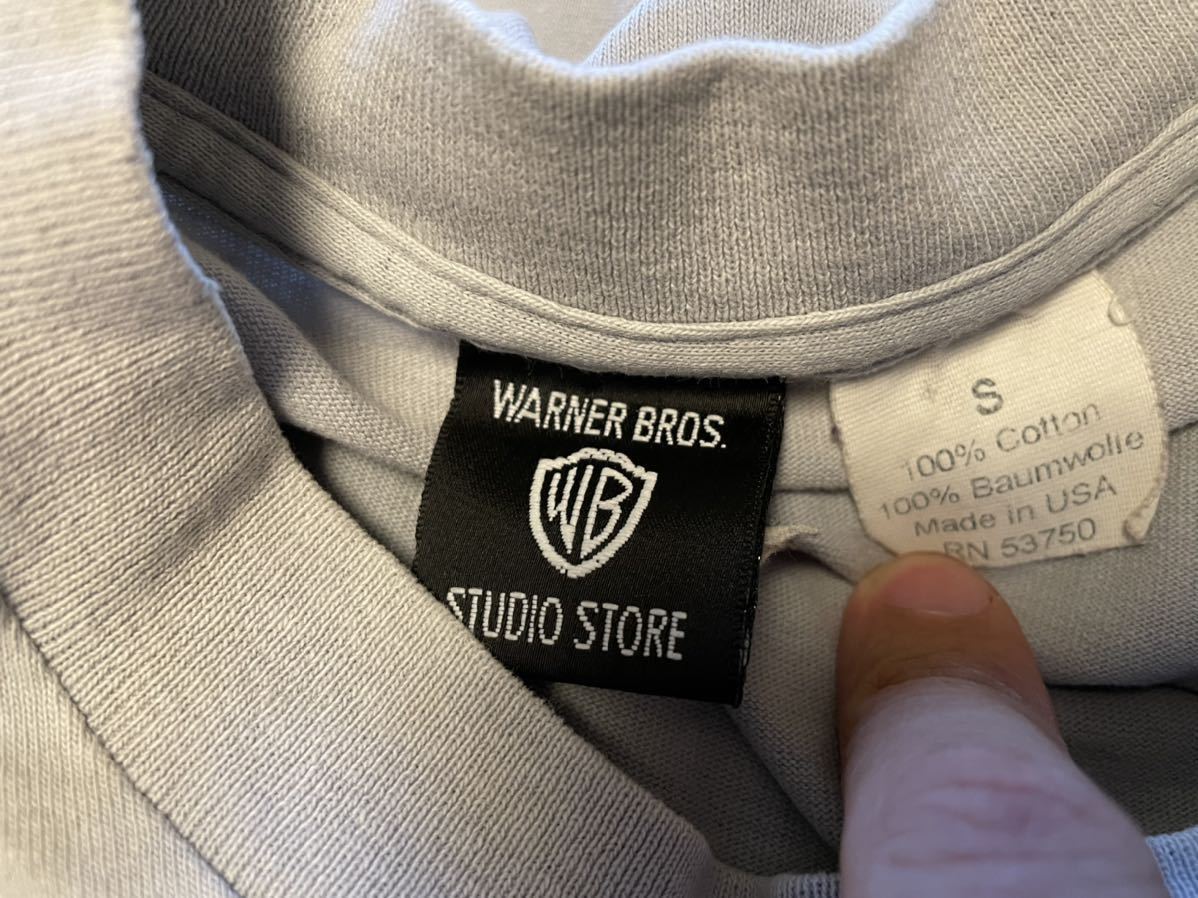 WARNER BROS.
WB
STUDIO STORE
S
100% Cotton
100% Baumwolle
Made in USA
RN 53750